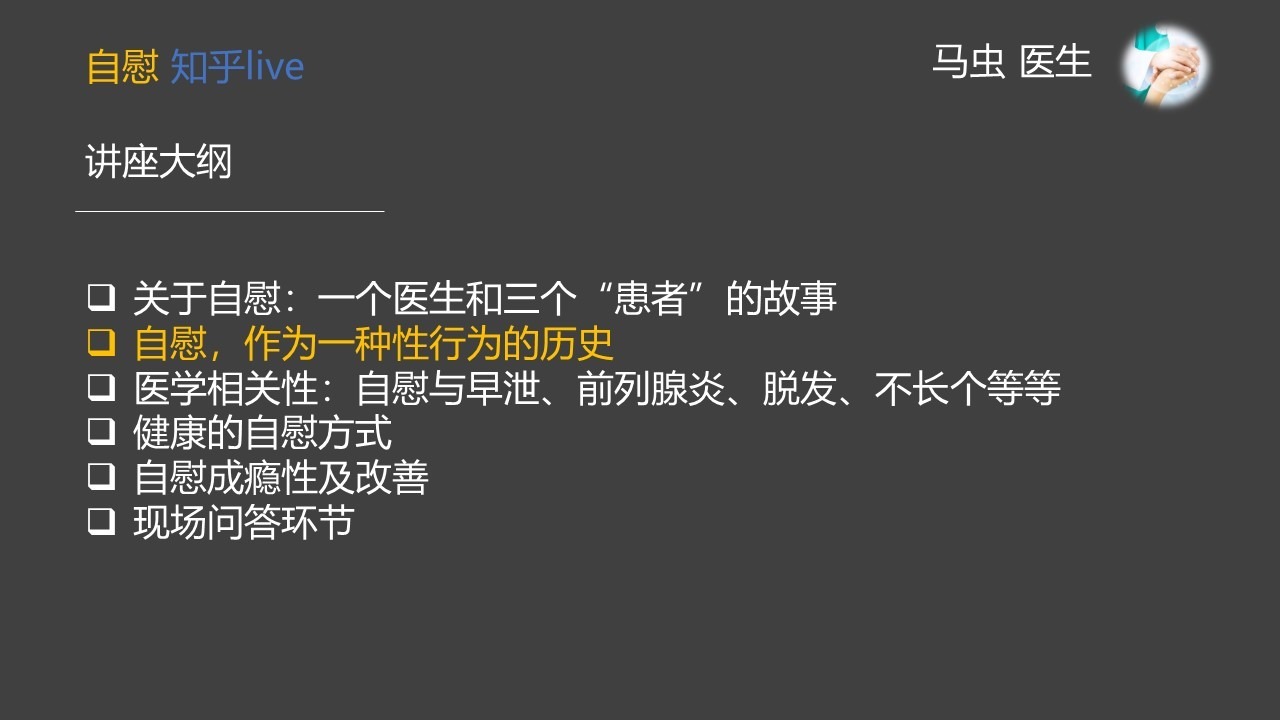 自慰 知乎live
马虫 医生
讲座大纲
关于自慰：一个医生和三个“患者”的故事
自慰，作为一种性行为的历史
医学相关性：自慰与早泄、前列腺炎、脱发、不长个等等
健康的自慰方式
自慰成瘾性及改善
现场问答环节